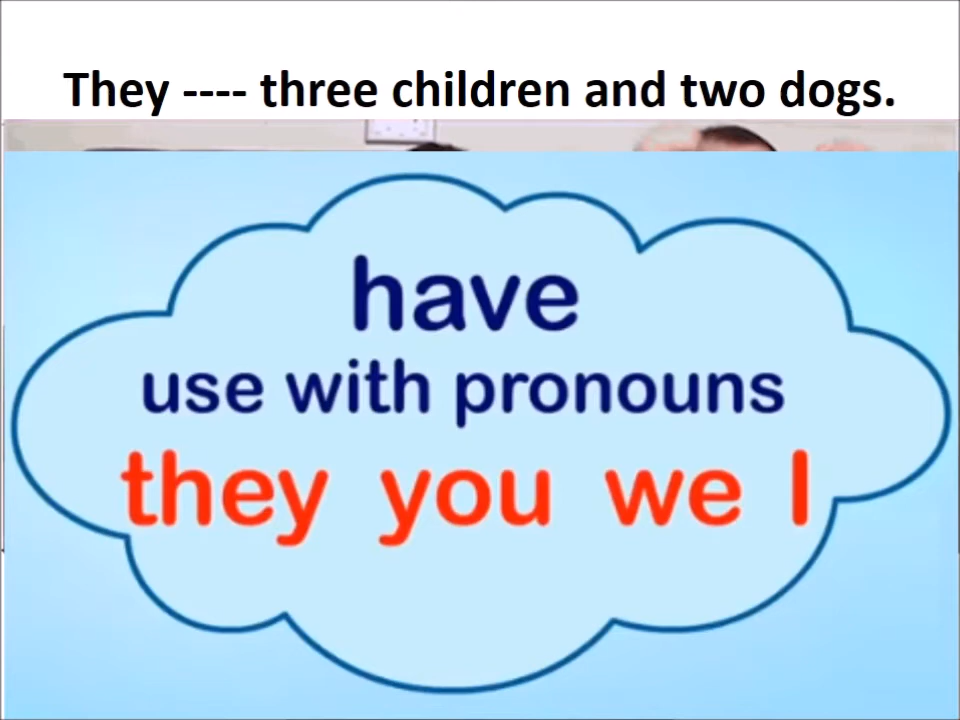 They ---- three children and two dogs.
have
use with pronouns
they you we I